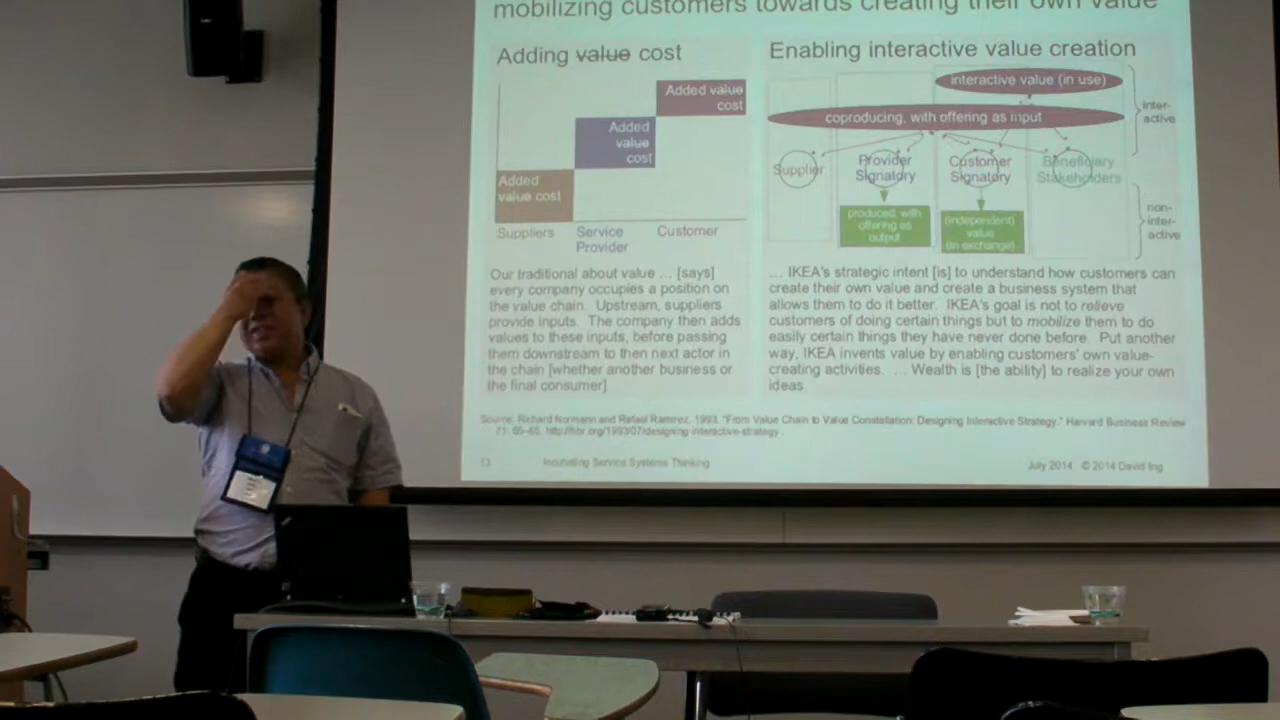 mobilizing customers towards creating their own value
Adding value cost
Added value
cost
Added
value
cost
Added
value cost
Suppliers
Service
Provider
Customer
Our traditional about value ... [says]
every company occupies a position on
the value chain. Upstream, suppliers
provide inputs. The company then adds
values to these inputs, before passing
them downstream to then next actor in
the chain [whether another business or
the final consumer]
Enabling interactive value creation
interactive value (in use)
coproducing, with offering as input
inter-
active
Supplier
Provider
Signatory
Customer
Signatory
Beneficiary
Stakeholders
produced, with
offering as
output
(independent)
value
(in exchange)
non-
inter-
active
... IKEA's strategic intent [is] to understand how customers can
create their own value and create a business system that
allows them to do it better. IKEA's goal is not to relieve
customers of doing certain things but to mobilize them to do
easily certain things they have never done before. Put another
way, IKEA invents value by enabling customers' own value-
creating activities. ... Wealth is [the ability] to realize your own
ideas.
Source: Richard Normann and Rafael Ramirez, 1993. "From Value Chain to Value Constellation: Designing Interactive Strategy." Harvard Business Review
71: 65–65. http://hbr.org/1993/07/designing-interactive-strategy
13
Incubating Service Systems Thinking
July 2014 © 2014 David Ing